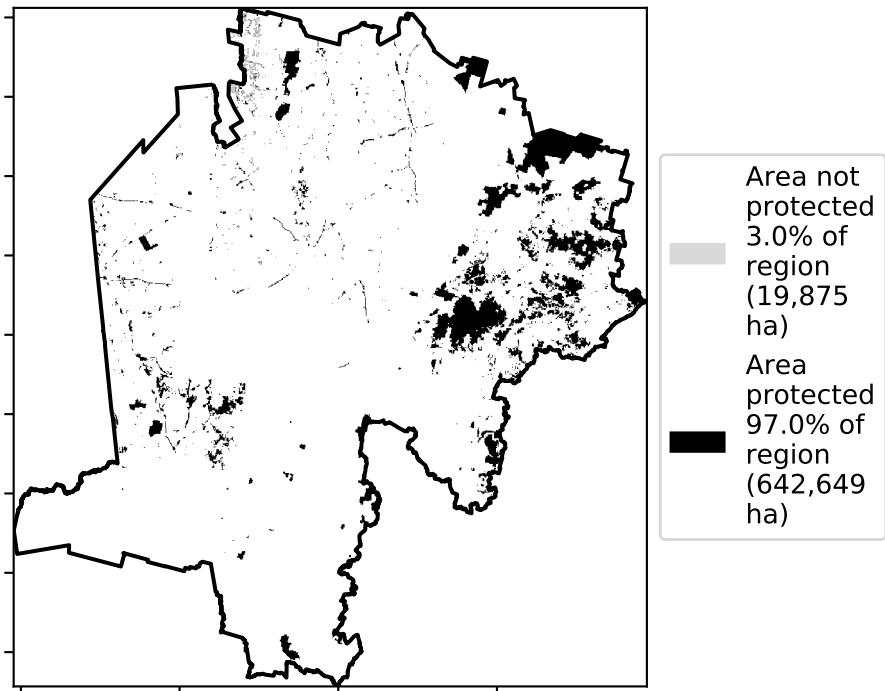 Area not
protected
3.0% of
region
(19,875
ha)
Area
protected
97.0% of
region
(642,649
ha)